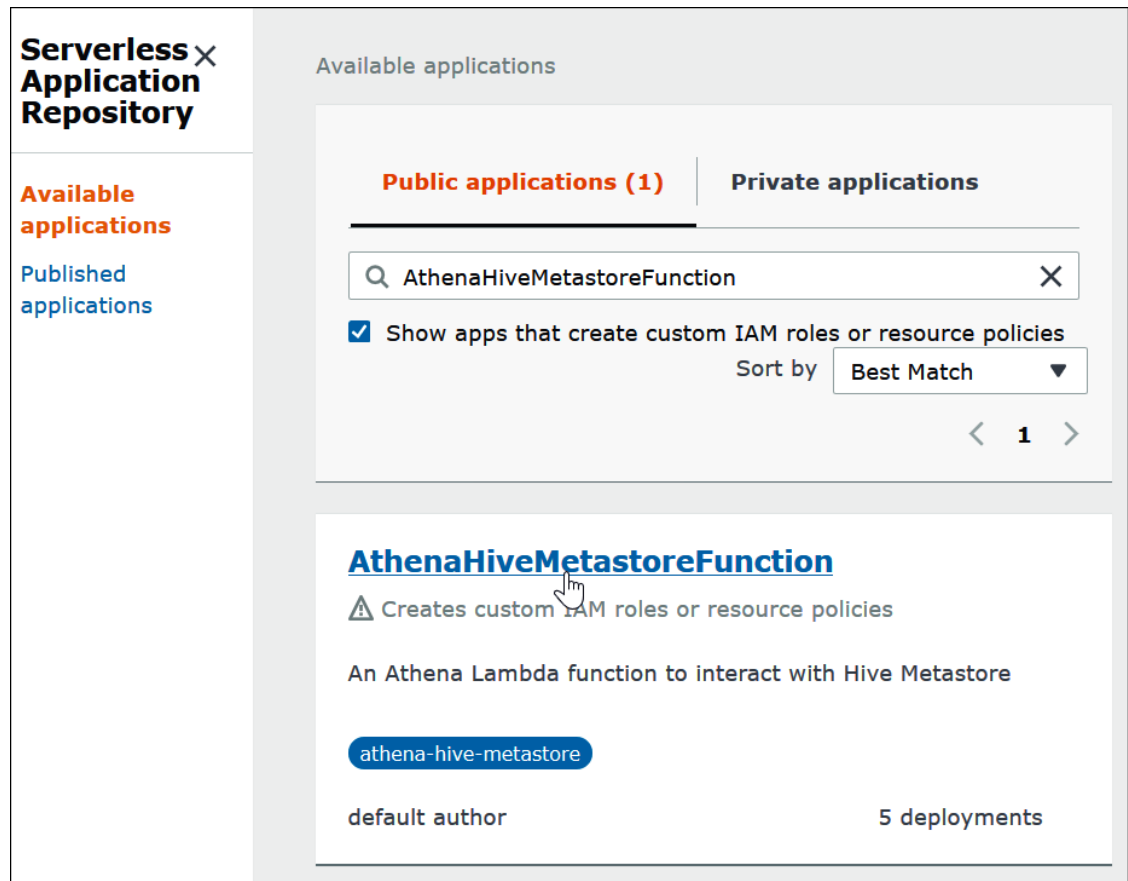 Serverless
Application
Repository
Available
applications
Published
applications
Available applications
Public applications (1)
Private applications
AthenaHiveMetastoreFunction
Show apps that create custom IAM roles or resource policies
Sort by
Best Match
1
AthenaHiveMetastoreFunction
Creates custom IAM roles or resource policies
An Athena Lambda function to interact with Hive Metastore
athena-hive-metastore
default author
5 deployments